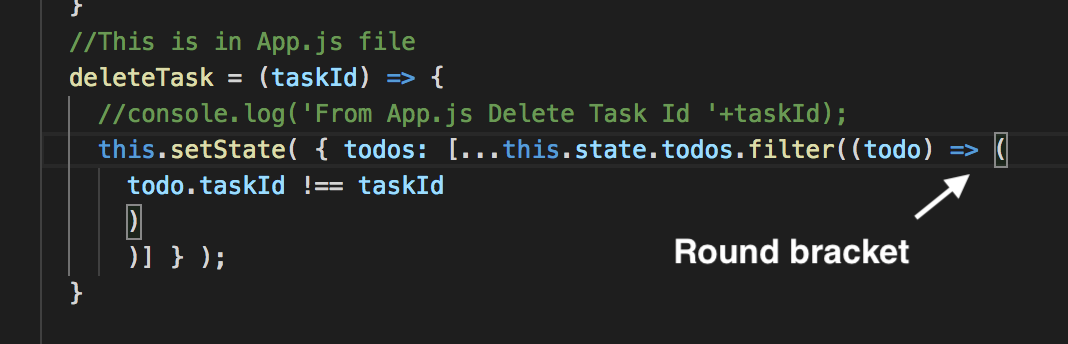 }
//This is in App.js file
deleteTask = (taskId) => {
//console.log('From App.js Delete Task Id '+taskId);
this.setState( { todos: [...this.state.todos.filter((todo) => (
todo.taskId !== taskId
)
)] } );
Round bracket
}